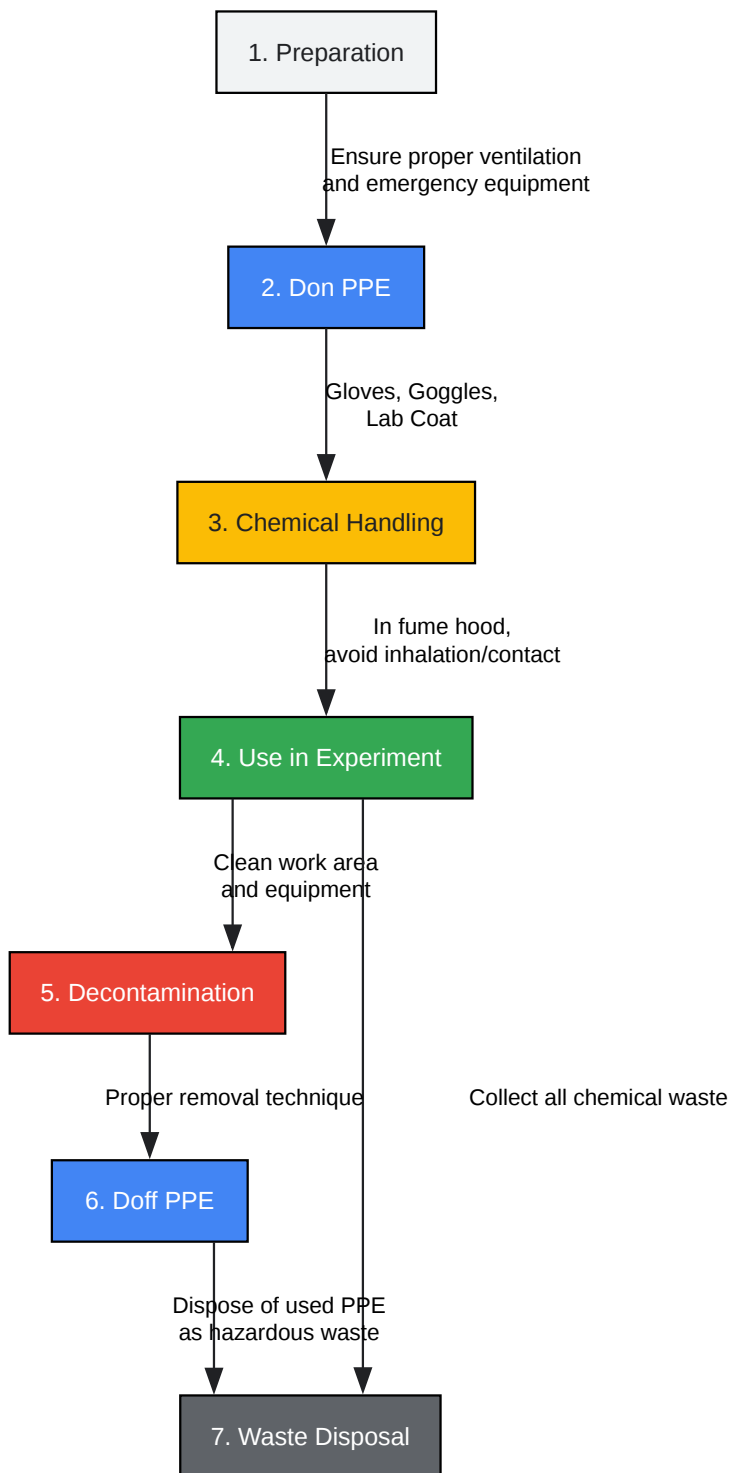 1. Preparation
Ensure proper ventilation
and emergency equipment
2. Don PPE
Gloves, Goggles,
Lab Coat
3. Chemical Handling
In fume hood,
avoid inhalation/contact
4. Use in Experiment
Clean work area
and equipment
5. Decontamination
Proper removal technique
Collect all chemical waste
6. Doff PPE
Dispose of used PPE
as hazardous waste
7. Waste Disposal